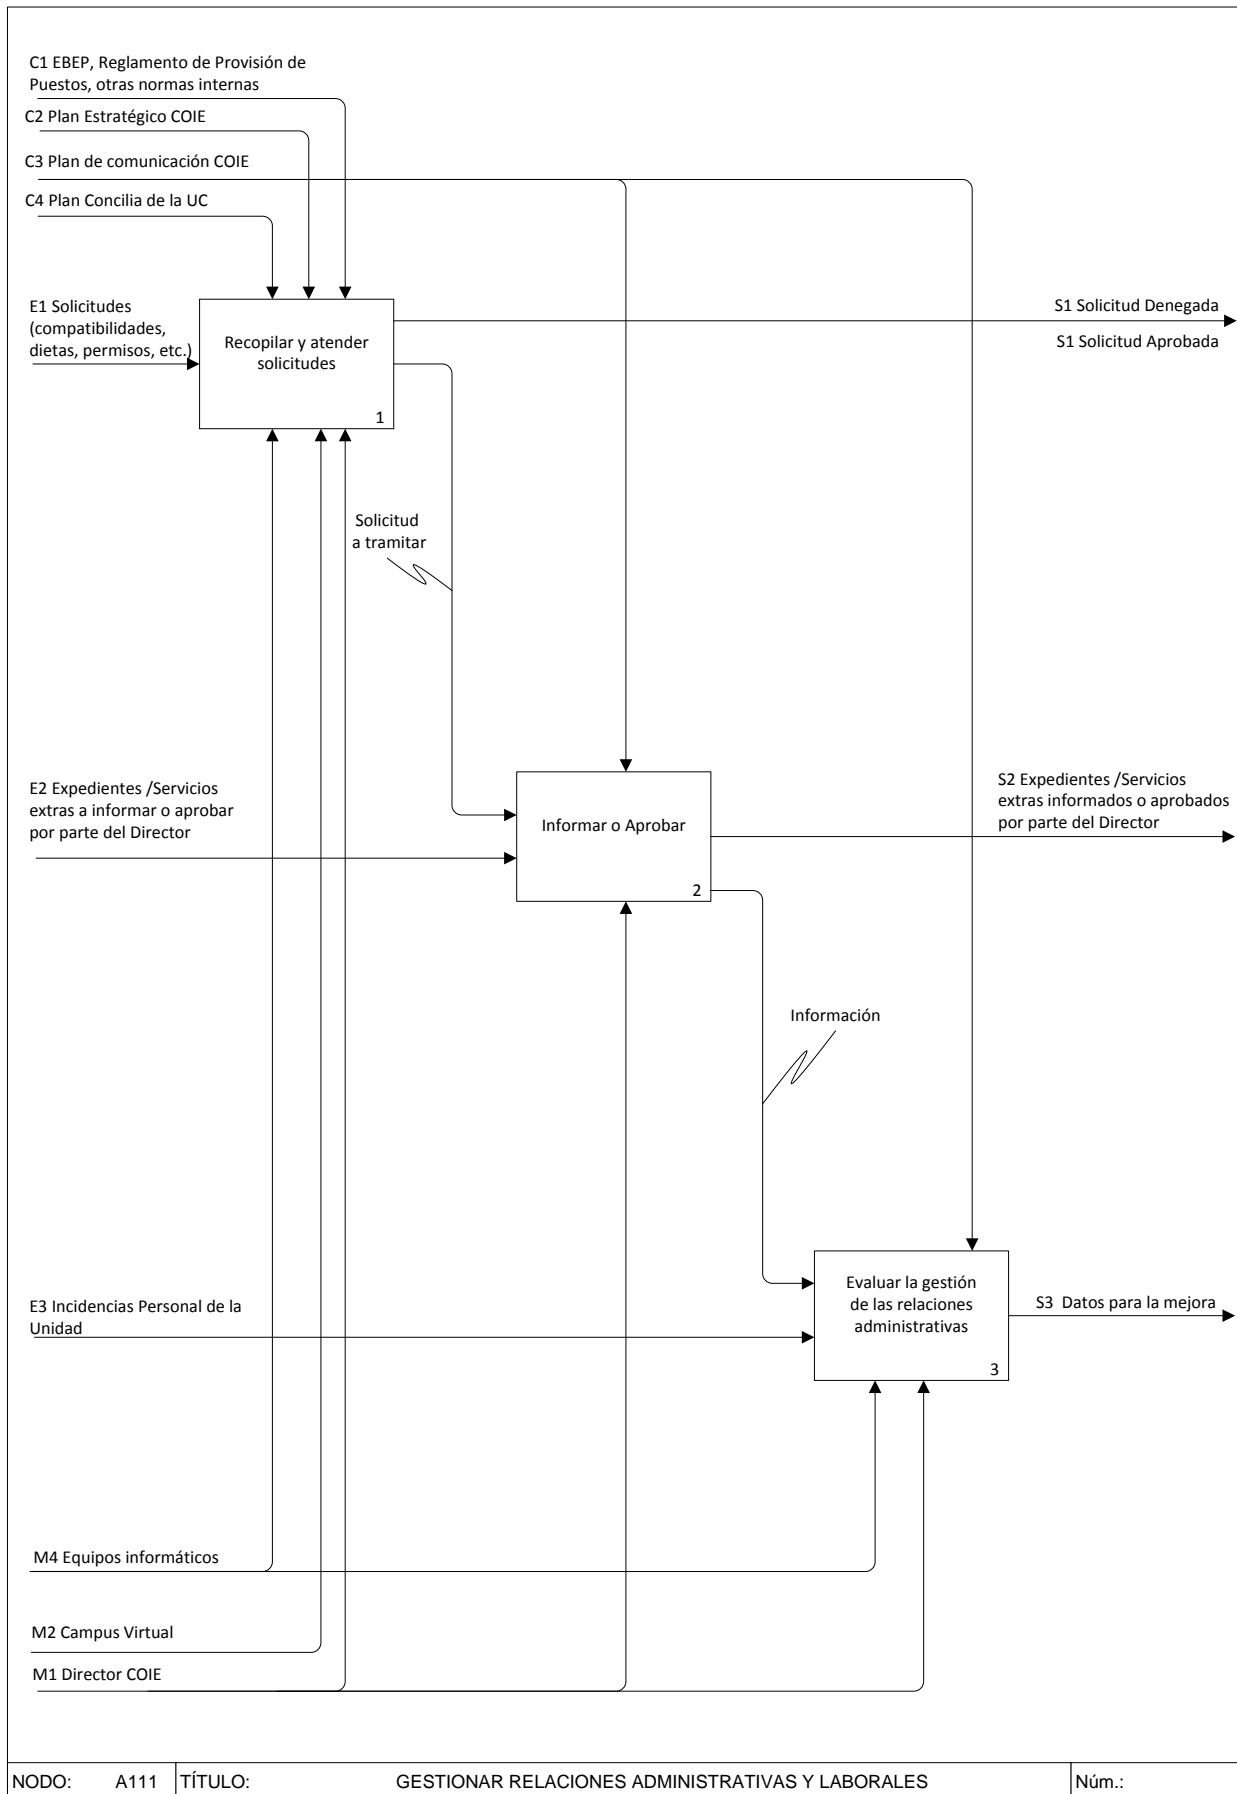 C1 EBEP, Reglamento de Provisión de
Puestos, otras normas internas
C2 Plan Estratégico COIE
C3 Plan de comunicación COIE
C4 Plan Concilia de la UC
E1 Solicitudes
(compatibilidades,
dietas, permisos, etc.)
Recopilar y atender
solicitudes
1
S1 Solicitud Denegada
S1 Solicitud Aprobada
Solicitud
a tramitar
E2 Expedientes /Servicios
extras a informar o aprobar
por parte del Director
Informar o Aprobar
2
S2 Expedientes /Servicios
extras informados o aprobados
por parte del Director
Información
E3 Incidencias Personal de la
Unidad
Evaluar la gestión
de las relaciones
administrativas
3
S3 Datos para la mejora
M4 Equipos informáticos
M2 Campus Virtual
M1 Director COIE
NODO: A111 TÍTULO: GESTIONAR RELACIONES ADMINISTRATIVAS Y LABORALES Núm.: